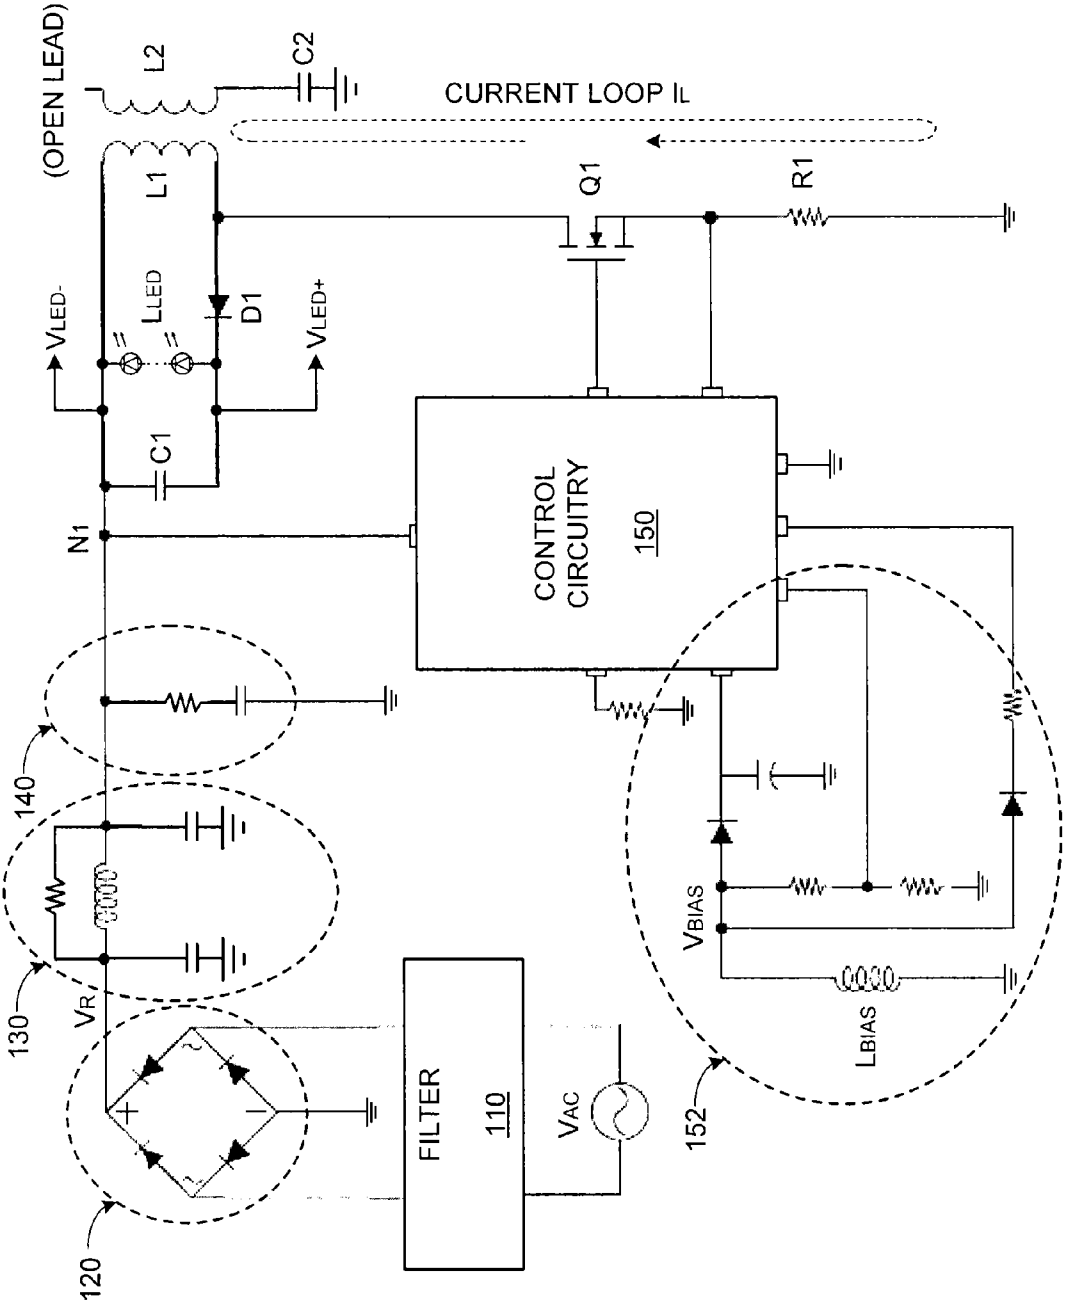 (OPEN LEAD)
L2
C2
CURRENT LOOP IL
L1
Q1
R1
VLED-
LLED
D1
VLED+
C1
N1
CONTROL
CIRCUITRY
150
140
130
VR
VBIAS
LBIAS
152
FILTER
110
VAC
120
+
−
~
~